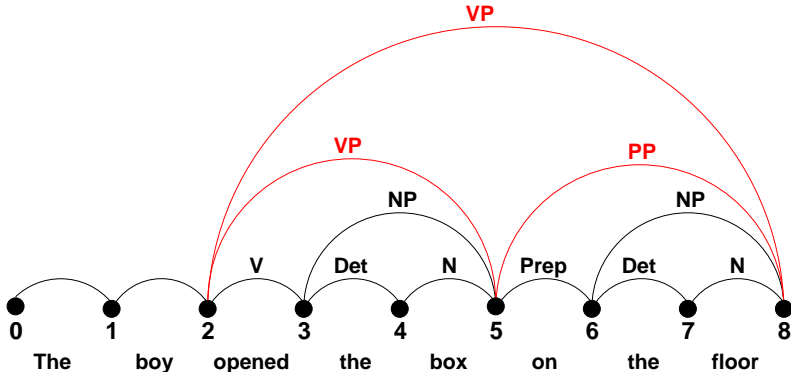 VP
VP PP
NP NP
V Det N Prep Det N
0 1 2 3 4 5 6 7 8
The boy opened the box on the floor